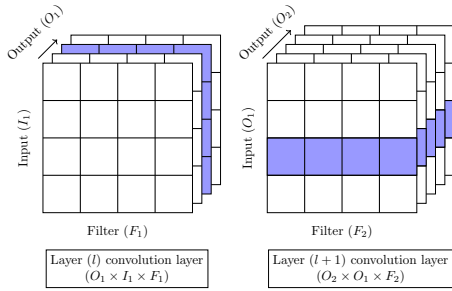 Output (O₁)
Input (I₁)
Filter (F₁)
Layer (l) convolution layer
(O₁ × I₁ × F₁)
Output (O₂)
Input (O₁)
Filter (F₂)
Layer (l + 1) convolution layer
(O₂ × O₁ × F₂)